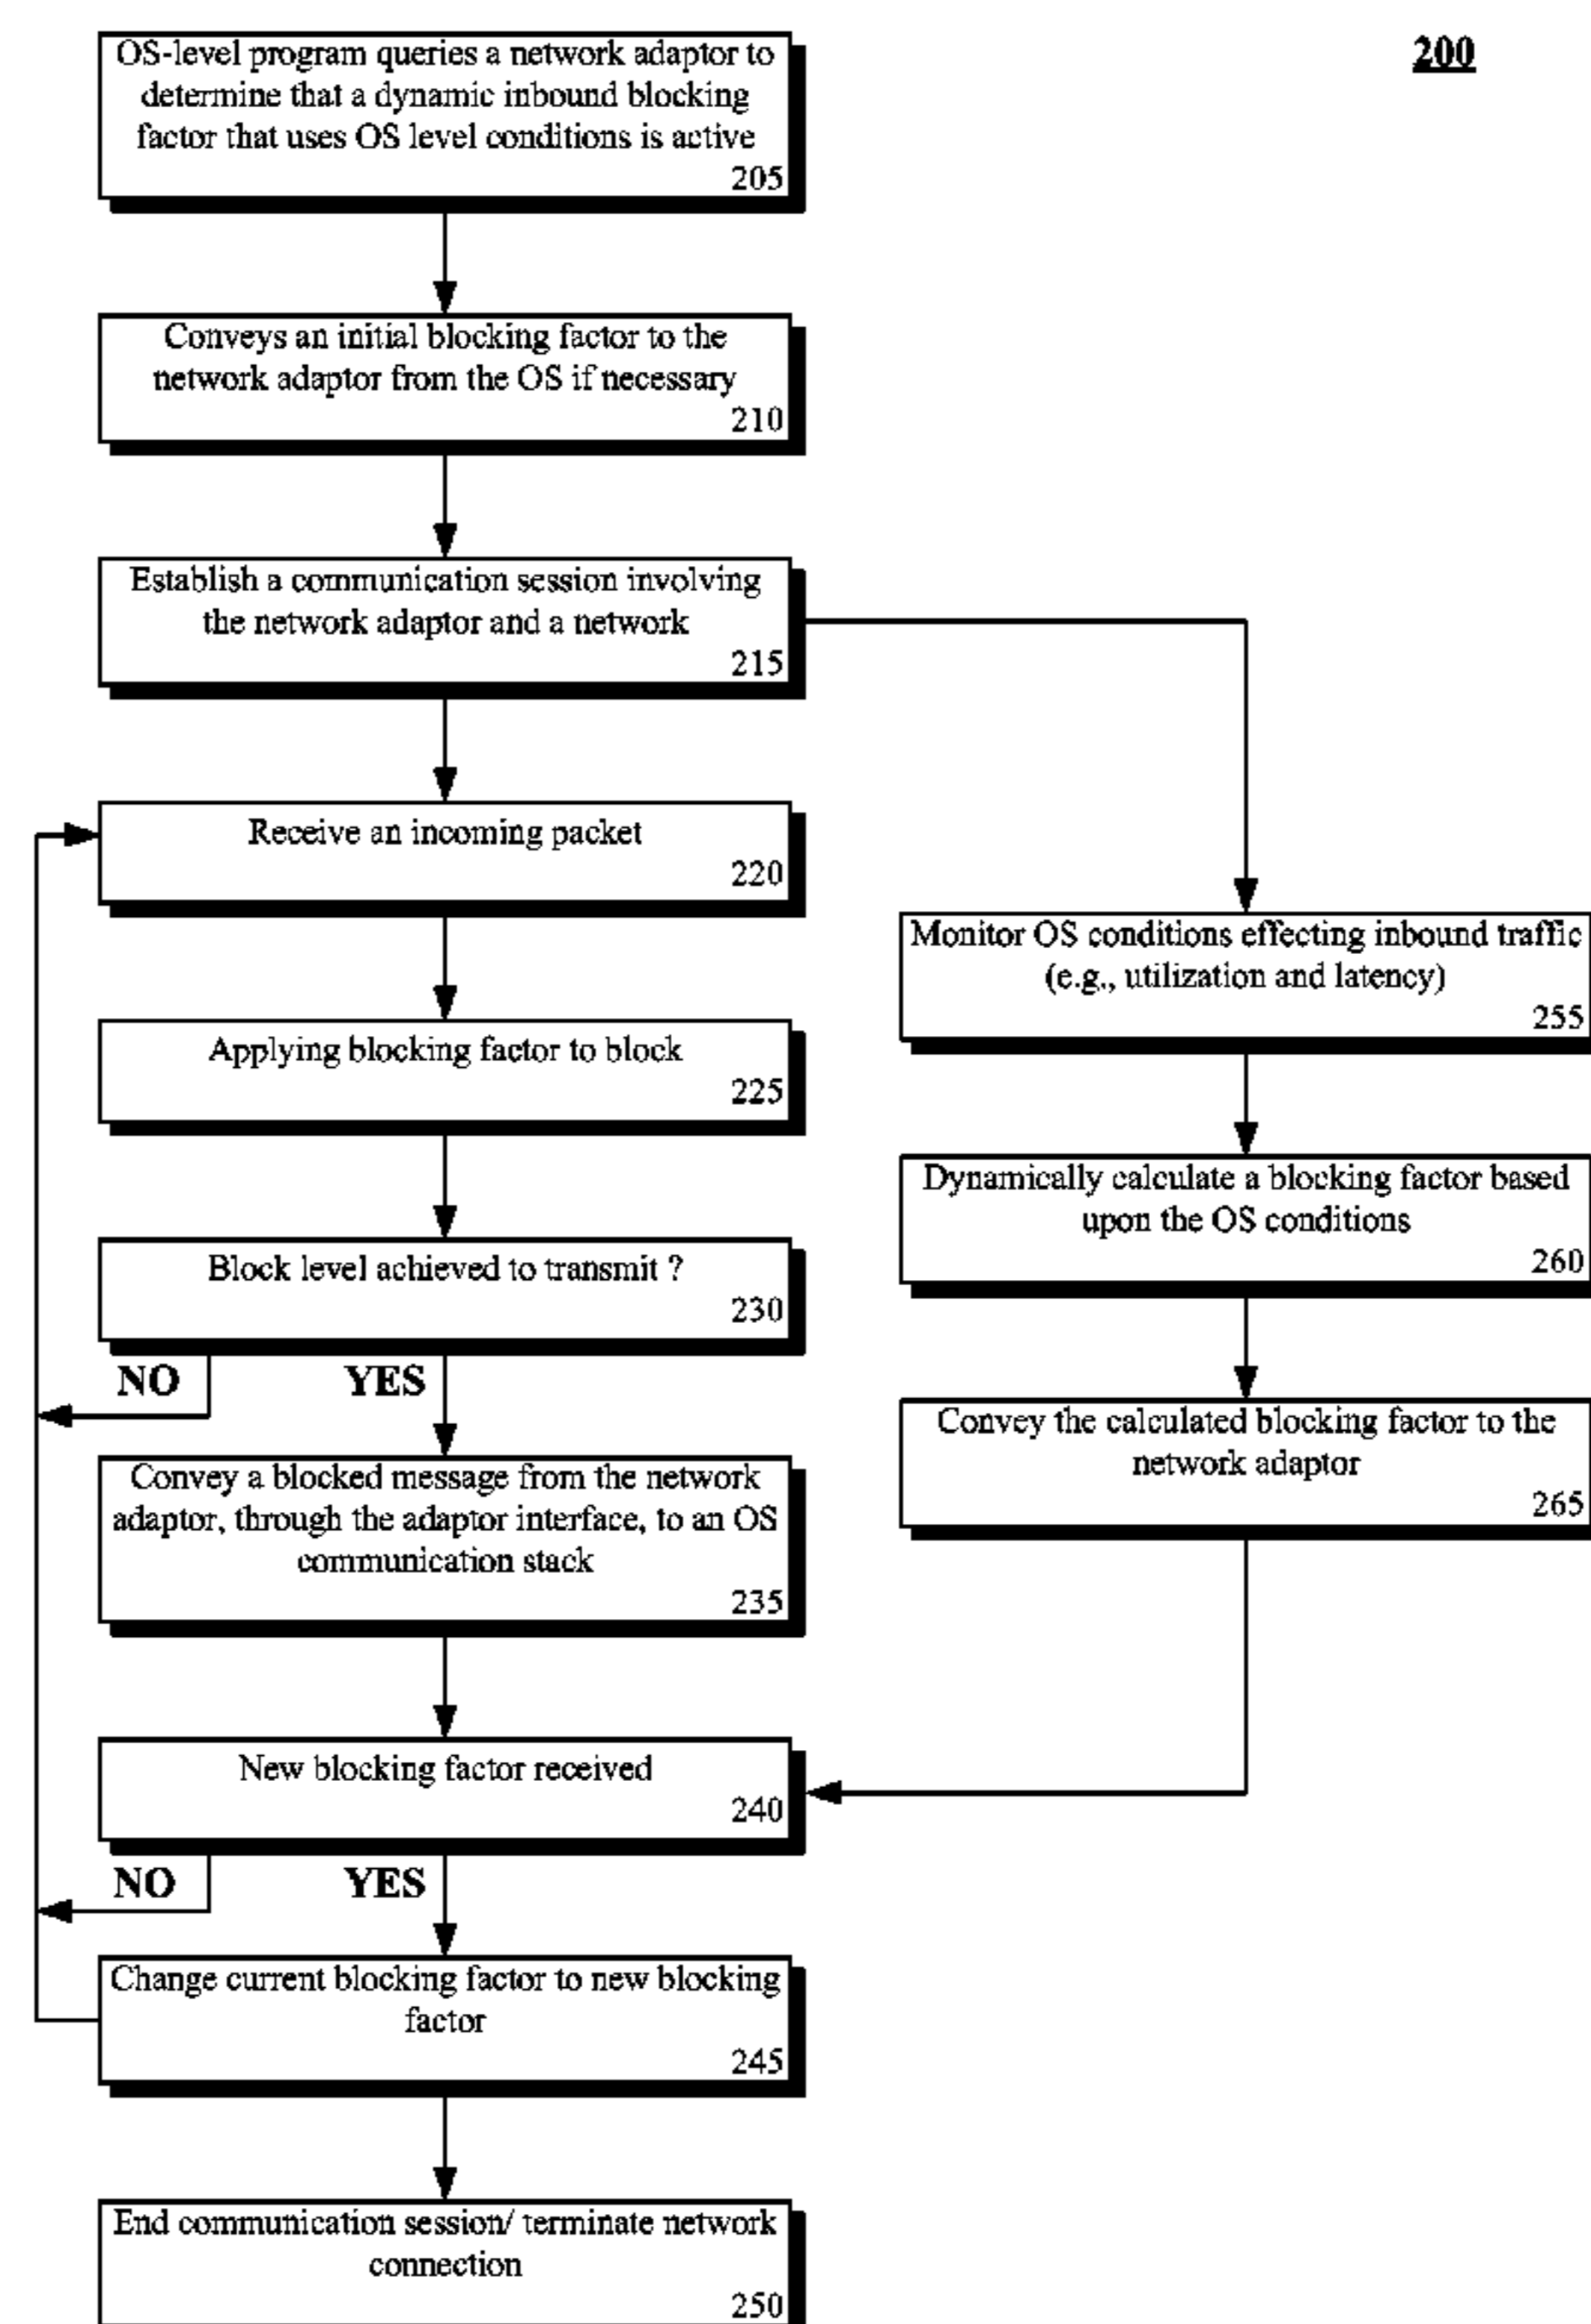 200
OS-level program queries a network adaptor to
determine that a dynamic inbound blocking
factor that uses OS level conditions is active
205
Conveys an initial blocking factor to the
network adaptor from the OS if necessary
210
Establish a communication session involving
the network adaptor and a network
215
Receive an incoming packet
220
Applying blocking factor to block
225
Block level achieved to transmit ?
230
NO
YES
Convey a blocked message from the network
adaptor, through the adaptor interface, to an OS
communication stack
235
New blocking factor received
240
NO
YES
Change current blocking factor to new blocking
factor
245
End communication session/ terminate network
connection
250
Monitor OS conditions effecting inbound traffic
(e.g., utilization and latency)
255
Dynamically calculate a blocking factor based
upon the OS conditions
260
Convey the calculated blocking factor to the
network adaptor
265